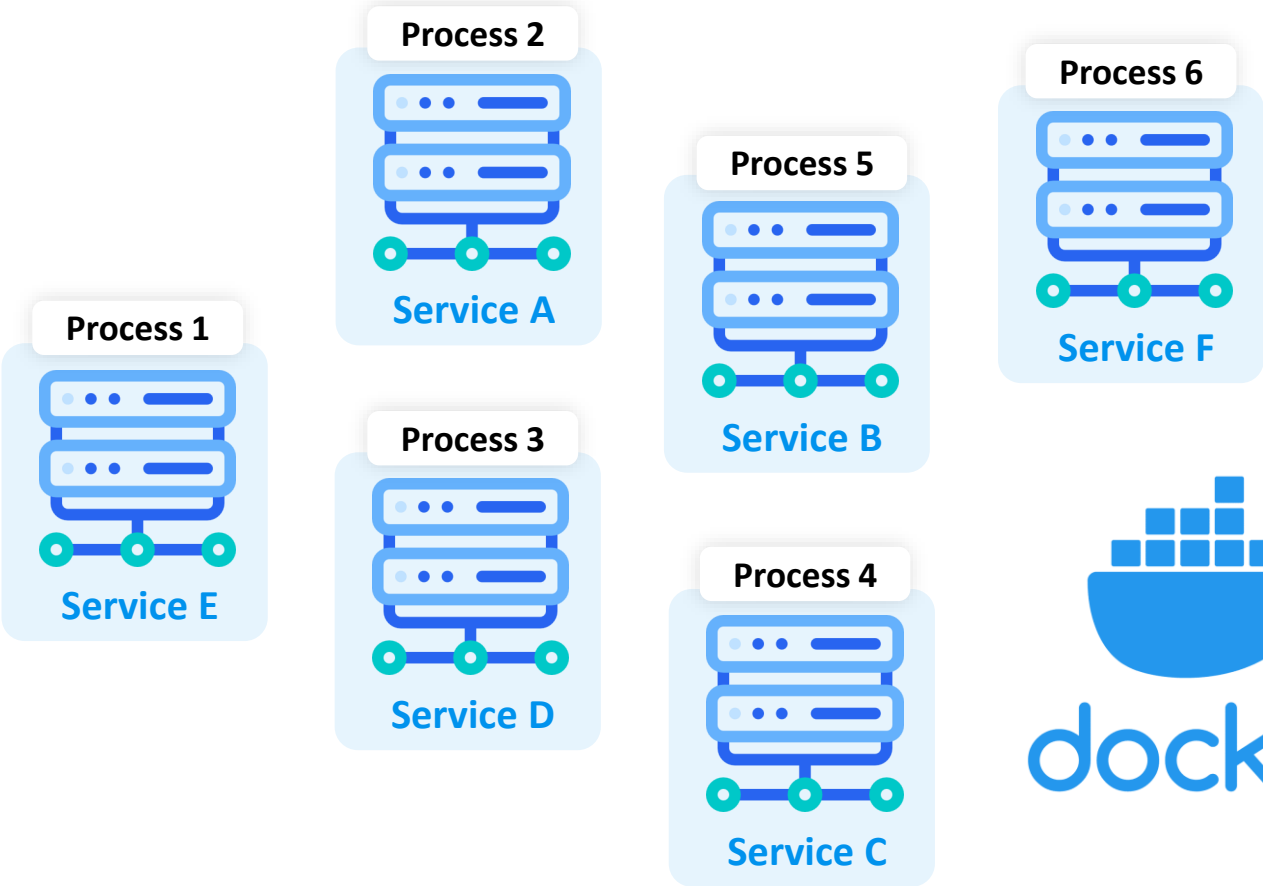 Process 2
Service A
Process 6
Service F
Process 5
Service B
Process 1
Service E
Process 3
Service D
Process 4
Service C
dock